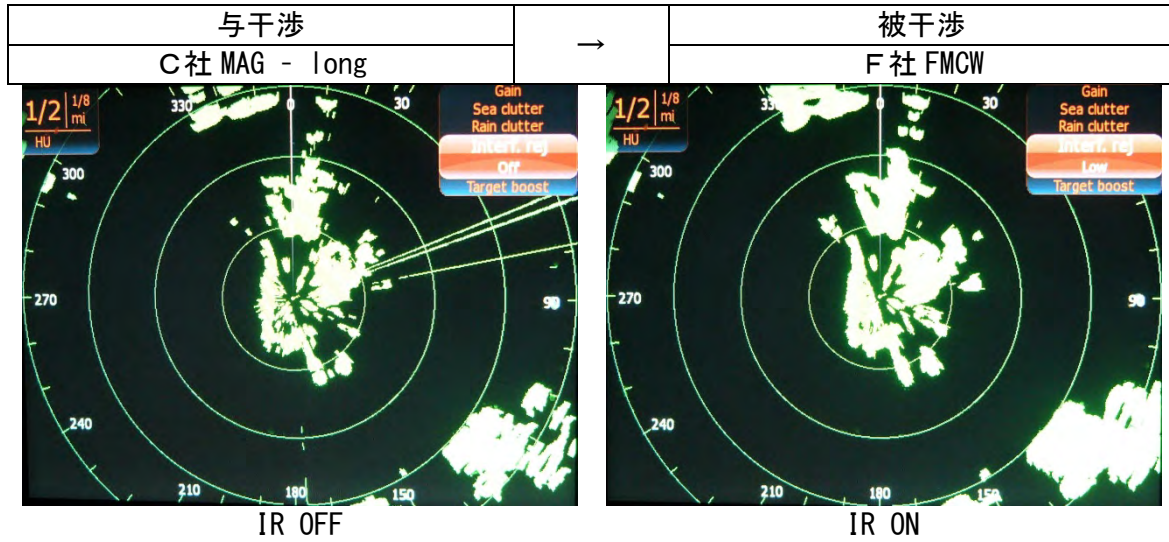 与干渉
→
被干渉
C社 MAG - long
F社 FMCW
1/2 1/8 mi
HU
Gain
Sea clutter
Rain clutter
Interf. rej
Off
Target boost
330
0
30
300
270
90
240
210
180
150
1/2 1/8 mi
HU
Gain
Sea clutter
Rain clutter
Interf. rej
Low
Target boost
330
0
30
300
270
90
240
210
180
150
IR OFF
IR ON